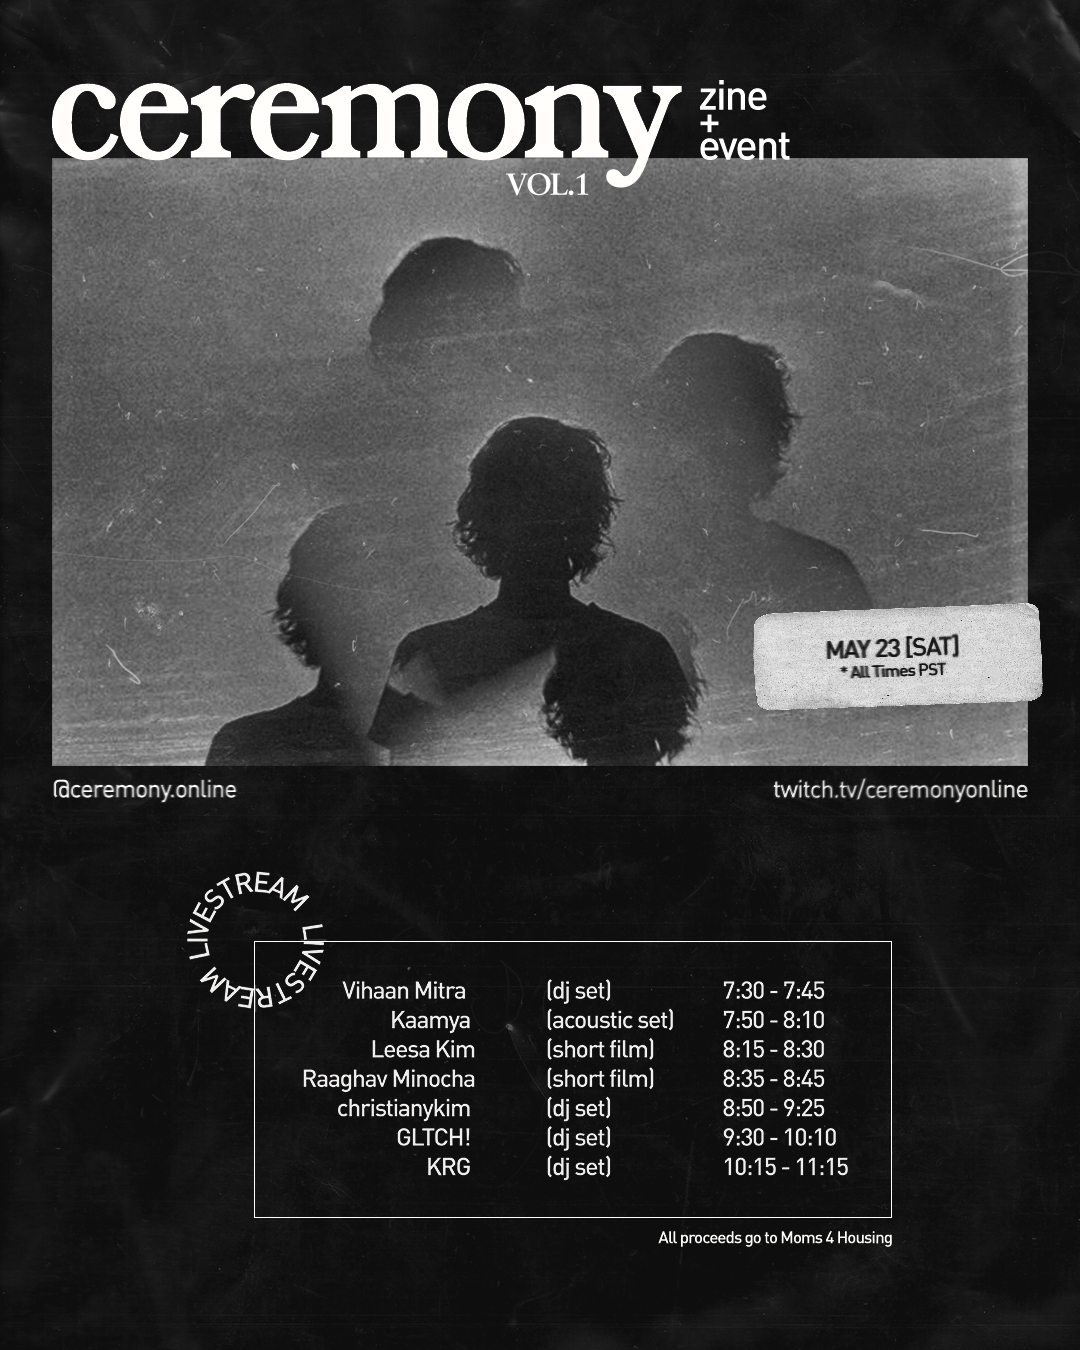 ceremony
zine
+
event
VOL.1
MAY 23 [SAT]
* All Times PST
@ceremony.online
twitch.tv/ceremonyonline
LIVESTREAM LIVESTREAM
Vihaan Mitra (dj set) 7:30 - 7:45
Kaamya (acoustic set) 7:50 - 8:10
Leesa Kim (short film) 8:15 - 8:30
Raaghav Minocha (short film) 8:35 - 8:45
christianykim (dj set) 8:50 - 9:25
GLTCH! (dj set) 9:30 - 10:10
KRG (dj set) 10:15 - 11:15
All proceeds go to Moms 4 Housing